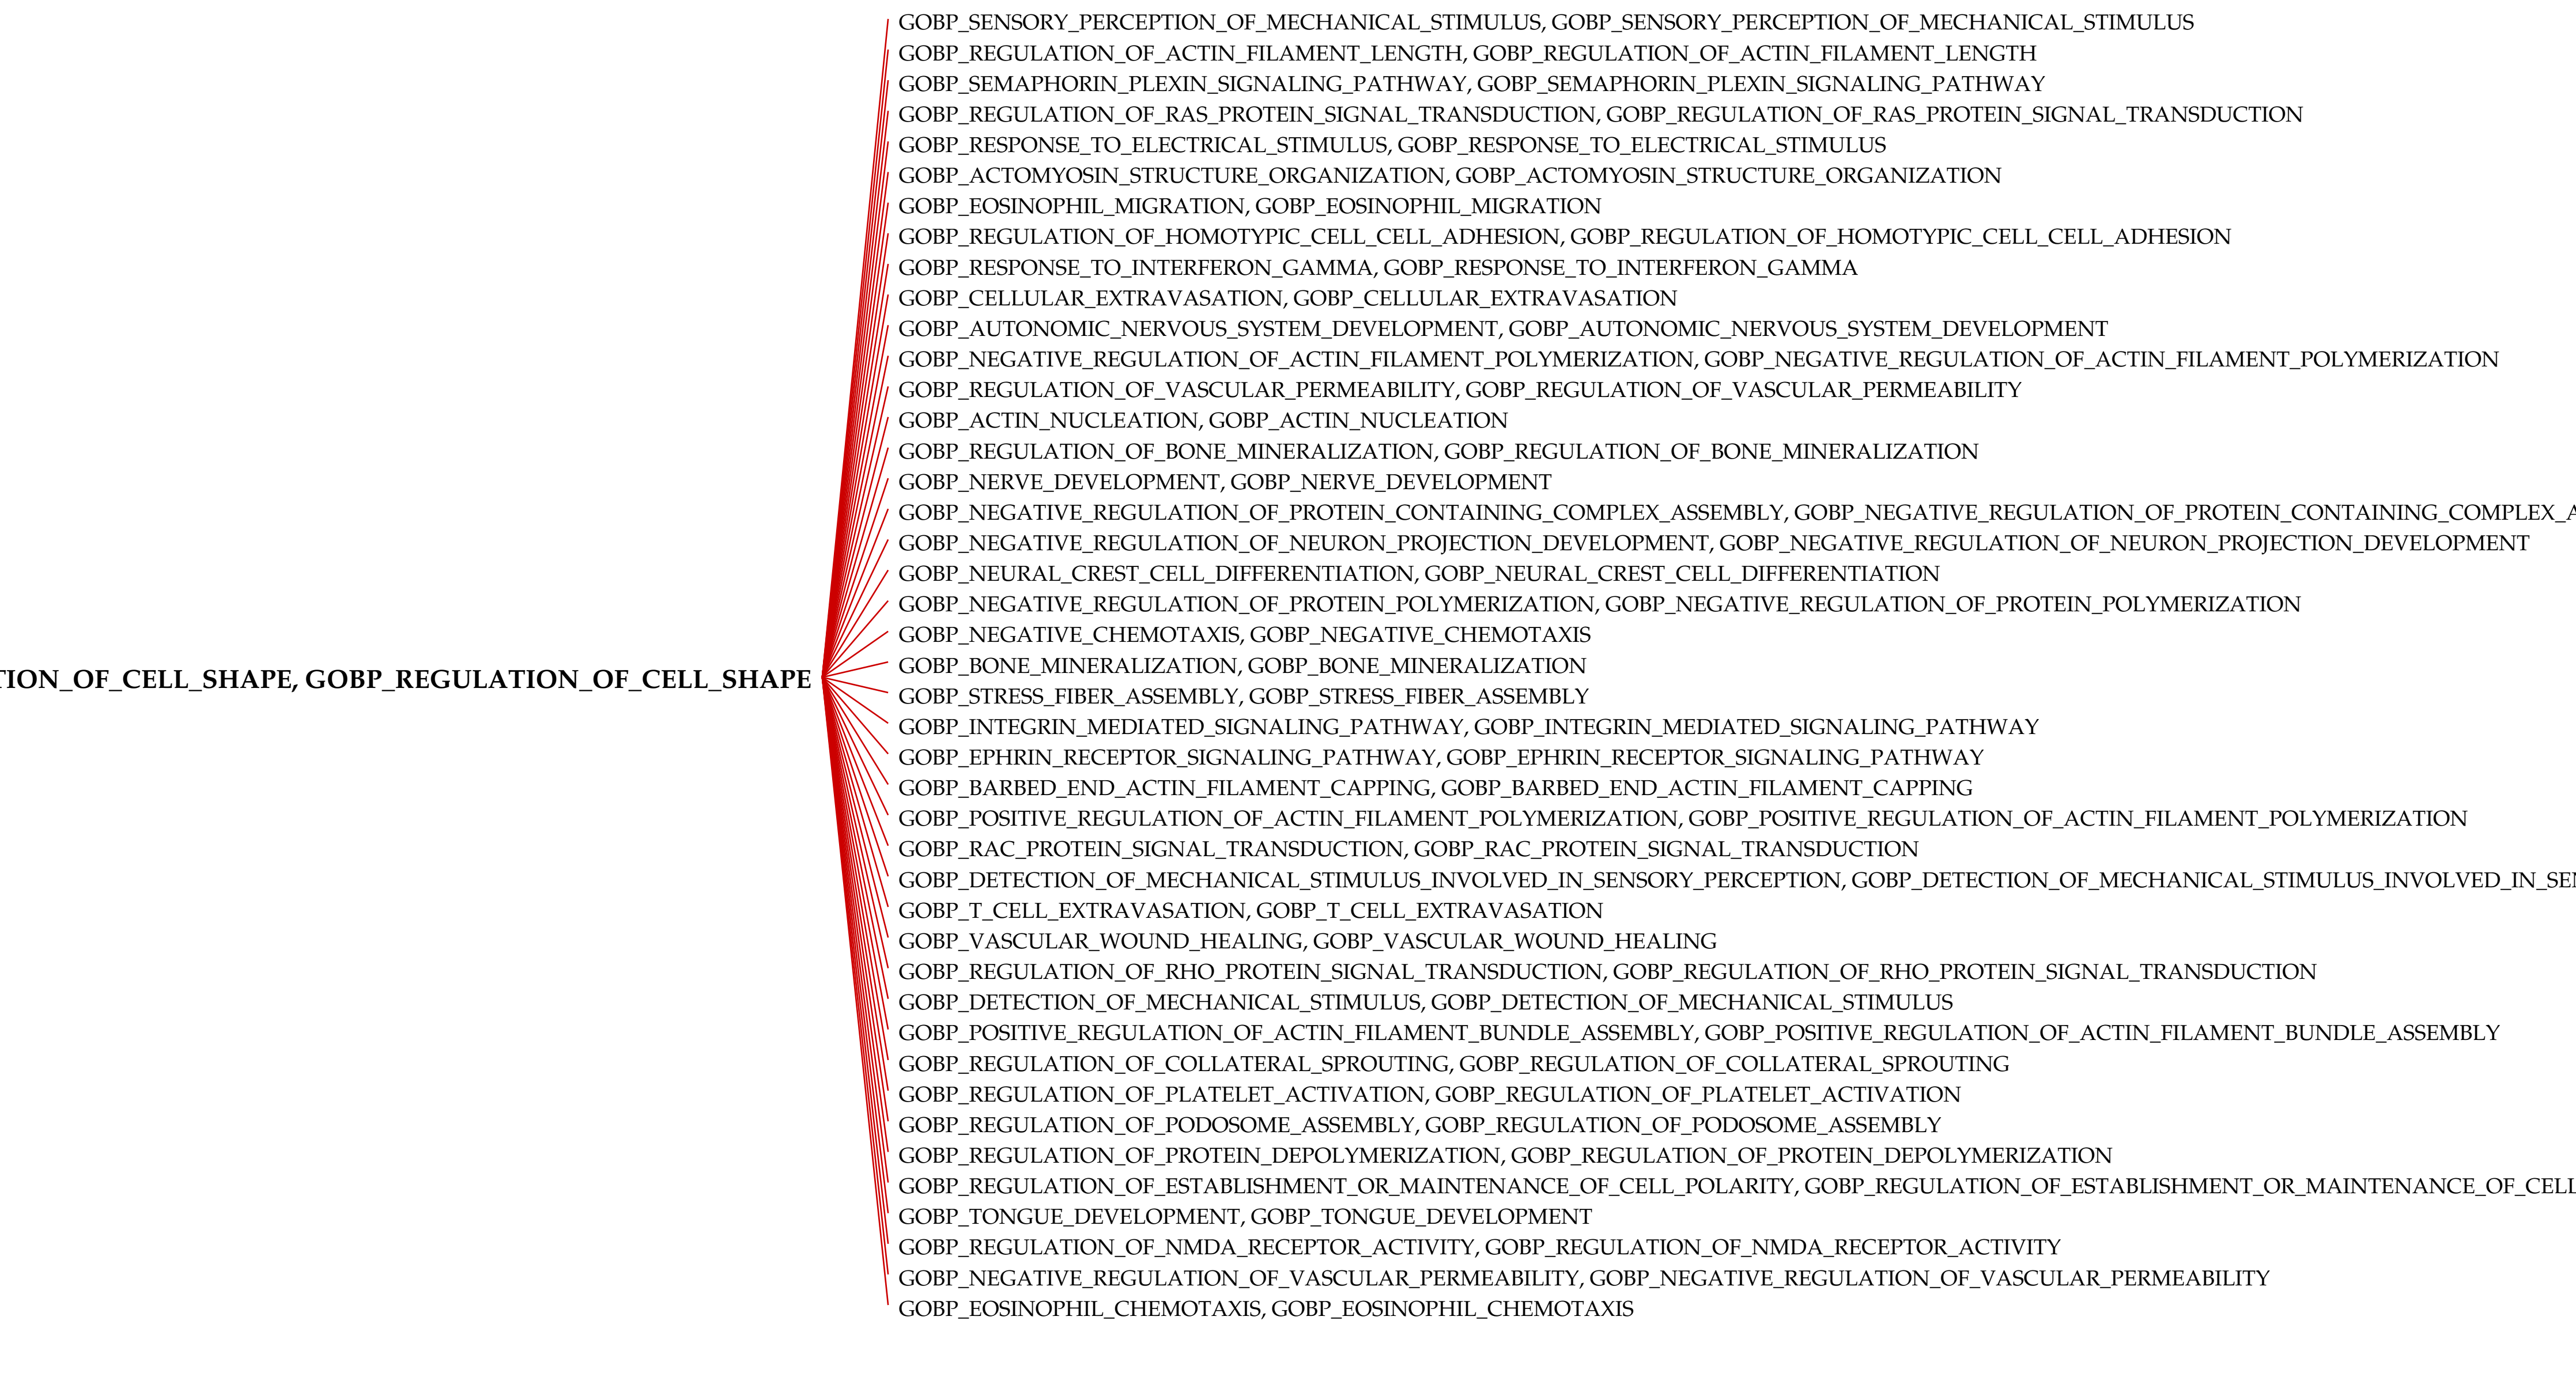 GOBP_SENSORY_PERCEPTION_OF_MECHANICAL_STIMULUS, GOBP_SENSORY_PERCEPTION_OF_MECHANICAL_STIMULUS
GOBP_REGULATION_OF_ACTIN_FILAMENT_LENGTH, GOBP_REGULATION_OF_ACTIN_FILAMENT_LENGTH
GOBP_SEMAPHORIN_PLEXIN_SIGNALING_PATHWAY, GOBP_SEMAPHORIN_PLEXIN_SIGNALING_PATHWAY
GOBP_REGULATION_OF_RAS_PROTEIN_SIGNAL_TRANSDUCTION, GOBP_REGULATION_OF_RAS_PROTEIN_SIGNAL_TRANSDUCTION
GOBP_RESPONSE_TO_ELECTRICAL_STIMULUS, GOBP_RESPONSE_TO_ELECTRICAL_STIMULUS
GOBP_ACTOMYOSIN_STRUCTURE_ORGANIZATION, GOBP_ACTOMYOSIN_STRUCTURE_ORGANIZATION
GOBP_EOSINOPHIL_MIGRATION, GOBP_EOSINOPHIL_MIGRATION
GOBP_REGULATION_OF_HOMOTYPIC_CELL_CELL_ADHESION, GOBP_REGULATION_OF_HOMOTYPIC_CELL_CELL_ADHESION
GOBP_RESPONSE_TO_INTERFERON_GAMMA, GOBP_RESPONSE_TO_INTERFERON_GAMMA
GOBP_CELLULAR_EXTRAVASATION, GOBP_CELLULAR_EXTRAVASATION
GOBP_AUTONOMIC_NERVOUS_SYSTEM_DEVELOPMENT, GOBP_AUTONOMIC_NERVOUS_SYSTEM_DEVELOPMENT
GOBP_NEGATIVE_REGULATION_OF_ACTIN_FILAMENT_POLYMERIZATION, GOBP_NEGATIVE_REGULATION_OF_ACTIN_FILAMENT_POLYMERIZATION
GOBP_REGULATION_OF_VASCULAR_PERMEABILITY, GOBP_REGULATION_OF_VASCULAR_PERMEABILITY
GOBP_ACTIN_NUCLEATION, GOBP_ACTIN_NUCLEATION
GOBP_REGULATION_OF_BONE_MINERALIZATION, GOBP_REGULATION_OF_BONE_MINERALIZATION
GOBP_NERVE_DEVELOPMENT, GOBP_NERVE_DEVELOPMENT
GOBP_NEGATIVE_REGULATION_OF_PROTEIN_CONTAINING_COMPLEX_ASSEMBLY, GOBP_NEGATIVE_REGULATION_OF_PROTEIN_CONTAINING_COMPLEX_A
GOBP_NEGATIVE_REGULATION_OF_NEURON_PROJECTION_DEVELOPMENT, GOBP_NEGATIVE_REGULATION_OF_NEURON_PROJECTION_DEVELOPMENT
GOBP_NEURAL_CREST_CELL_DIFFERENTIATION, GOBP_NEURAL_CREST_CELL_DIFFERENTIATION
GOBP_NEGATIVE_REGULATION_OF_PROTEIN_POLYMERIZATION, GOBP_NEGATIVE_REGULATION_OF_PROTEIN_POLYMERIZATION
GOBP_NEGATIVE_CHEMOTAXIS, GOBP_NEGATIVE_CHEMOTAXIS
GOBP_BONE_MINERALIZATION, GOBP_BONE_MINERALIZATION
TION_OF_CELL_SHAPE, GOBP_REGULATION_OF_CELL_SHAPE
GOBP_STRESS_FIBER_ASSEMBLY, GOBP_STRESS_FIBER_ASSEMBLY
GOBP_INTEGRIN_MEDIATED_SIGNALING_PATHWAY, GOBP_INTEGRIN_MEDIATED_SIGNALING_PATHWAY
GOBP_EPHRIN_RECEPTOR_SIGNALING_PATHWAY, GOBP_EPHRIN_RECEPTOR_SIGNALING_PATHWAY
GOBP_BARBED_END_ACTIN_FILAMENT_CAPPING, GOBP_BARBED_END_ACTIN_FILAMENT_CAPPING
GOBP_POSITIVE_REGULATION_OF_ACTIN_FILAMENT_POLYMERIZATION, GOBP_POSITIVE_REGULATION_OF_ACTIN_FILAMENT_POLYMERIZATION
GOBP_RAC_PROTEIN_SIGNAL_TRANSDUCTION, GOBP_RAC_PROTEIN_SIGNAL_TRANSDUCTION
GOBP_DETECTION_OF_MECHANICAL_STIMULUS_INVOLVED_IN_SENSORY_PERCEPTION, GOBP_DETECTION_OF_MECHANICAL_STIMULUS_INVOLVED_IN_SEN
GOBP_T_CELL_EXTRAVASATION, GOBP_T_CELL_EXTRAVASATION
GOBP_VASCULAR_WOUND_HEALING, GOBP_VASCULAR_WOUND_HEALING
GOBP_REGULATION_OF_RHO_PROTEIN_SIGNAL_TRANSDUCTION, GOBP_REGULATION_OF_RHO_PROTEIN_SIGNAL_TRANSDUCTION
GOBP_DETECTION_OF_MECHANICAL_STIMULUS, GOBP_DETECTION_OF_MECHANICAL_STIMULUS
GOBP_POSITIVE_REGULATION_OF_ACTIN_FILAMENT_BUNDLE_ASSEMBLY, GOBP_POSITIVE_REGULATION_OF_ACTIN_FILAMENT_BUNDLE_ASSEMBLY
GOBP_REGULATION_OF_COLLATERAL_SPROUTING, GOBP_REGULATION_OF_COLLATERAL_SPROUTING
GOBP_REGULATION_OF_PLATELET_ACTIVATION, GOBP_REGULATION_OF_PLATELET_ACTIVATION
GOBP_REGULATION_OF_PODOSOME_ASSEMBLY, GOBP_REGULATION_OF_PODOSOME_ASSEMBLY
GOBP_REGULATION_OF_PROTEIN_DEPOLYMERIZATION, GOBP_REGULATION_OF_PROTEIN_DEPOLYMERIZATION
GOBP_REGULATION_OF_ESTABLISHMENT_OR_MAINTENANCE_OF_CELL_POLARITY, GOBP_REGULATION_OF_ESTABLISHMENT_OR_MAINTENANCE_OF_CELL
GOBP_TONGUE_DEVELOPMENT, GOBP_TONGUE_DEVELOPMENT
GOBP_REGULATION_OF_NMDA_RECEPTOR_ACTIVITY, GOBP_REGULATION_OF_NMDA_RECEPTOR_ACTIVITY
GOBP_NEGATIVE_REGULATION_OF_VASCULAR_PERMEABILITY, GOBP_NEGATIVE_REGULATION_OF_VASCULAR_PERMEABILITY
GOBP_EOSINOPHIL_CHEMOTAXIS, GOBP_EOSINOPHIL_CHEMOTAXIS